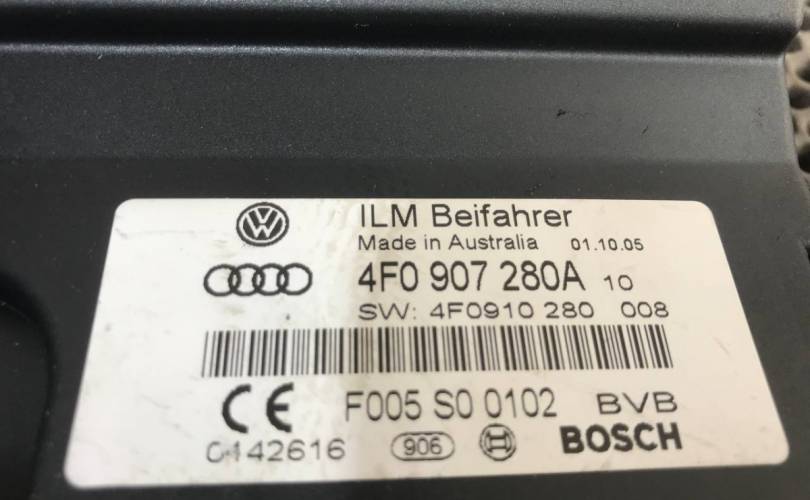 ILM Beifahrer
Made in Australia 01.10.05
4F0 907 280A 10
SW: 4F0910 280 008
CE F005 S0 0102 BVB
0142616 906 BOSCH